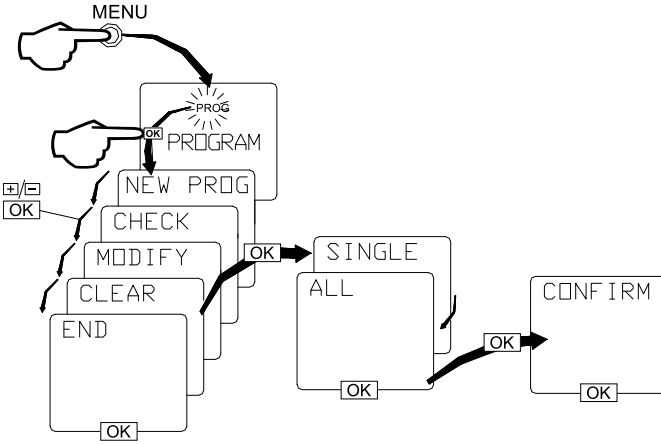 MENU
PROG
OK
PROGRAM
NEW PROG
+/-
OK
CHECK
MODIFY
OK
SINGLE
CLEAR
ALL
CONFIRM
END
OK
OK
OK
OK